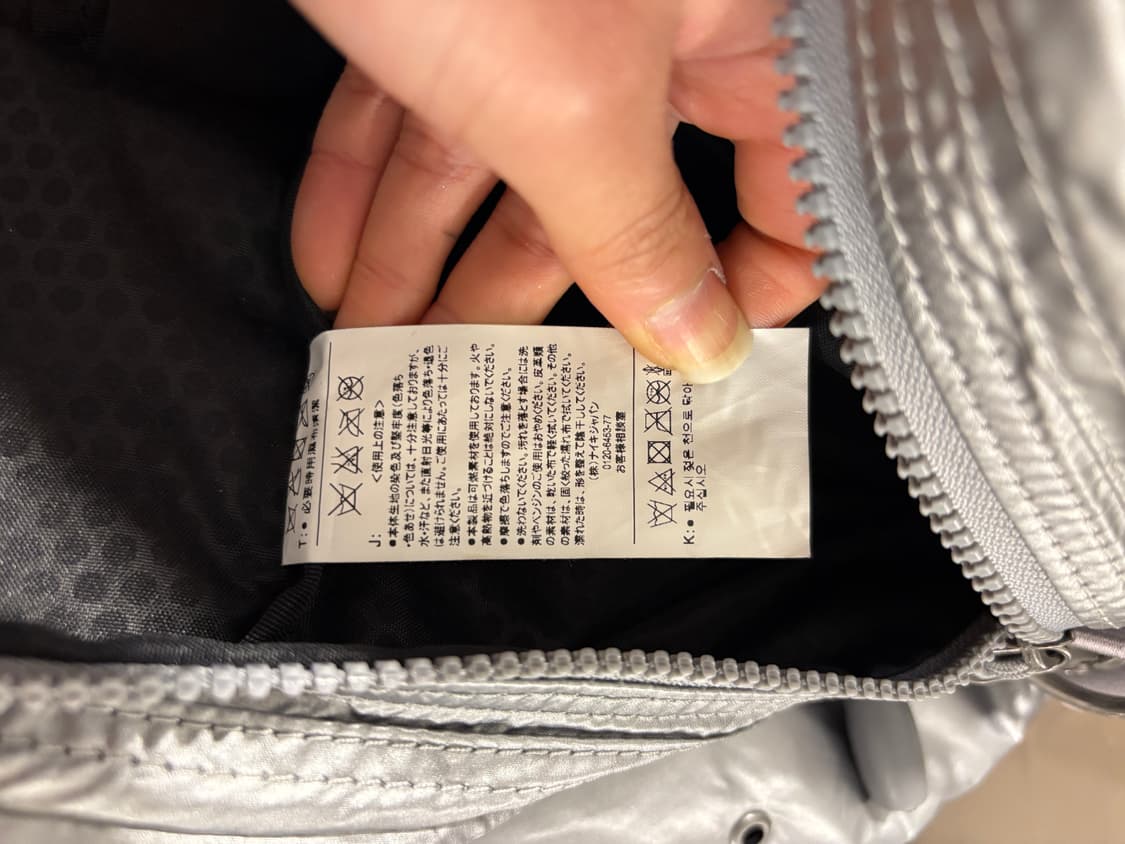 T:● 必要時用濕布清潔
J: <使用上の注意>
●本体生地の染色及び堅牢度(色落ち
・色あせ)については、十分注意しておりますが、
水・汗など、また直射日光等により色落ち・退色
は避けられません。ご使用にあたっては十分にご
注意ください。
●本製品は可燃素材を使用しております。火や
高熱物を近づけることは絶対にしないでください。
●摩擦で色落ちしますのでご注意ください。
●洗わないでください。汚れを落とす場合には洗
剤やベンジンのご使用はおやめください。皮革類
の素材は、乾いた布で軽く拭いてください。その他
の素材は、固く絞った濡れ布で拭いてください。
濡れた時は、形を整えて陰干ししてください。
(株)ナイキジャパン
0120-6453-77
お客様相談室
K:● 필요시 젖은 천으로 닦아
주십시오